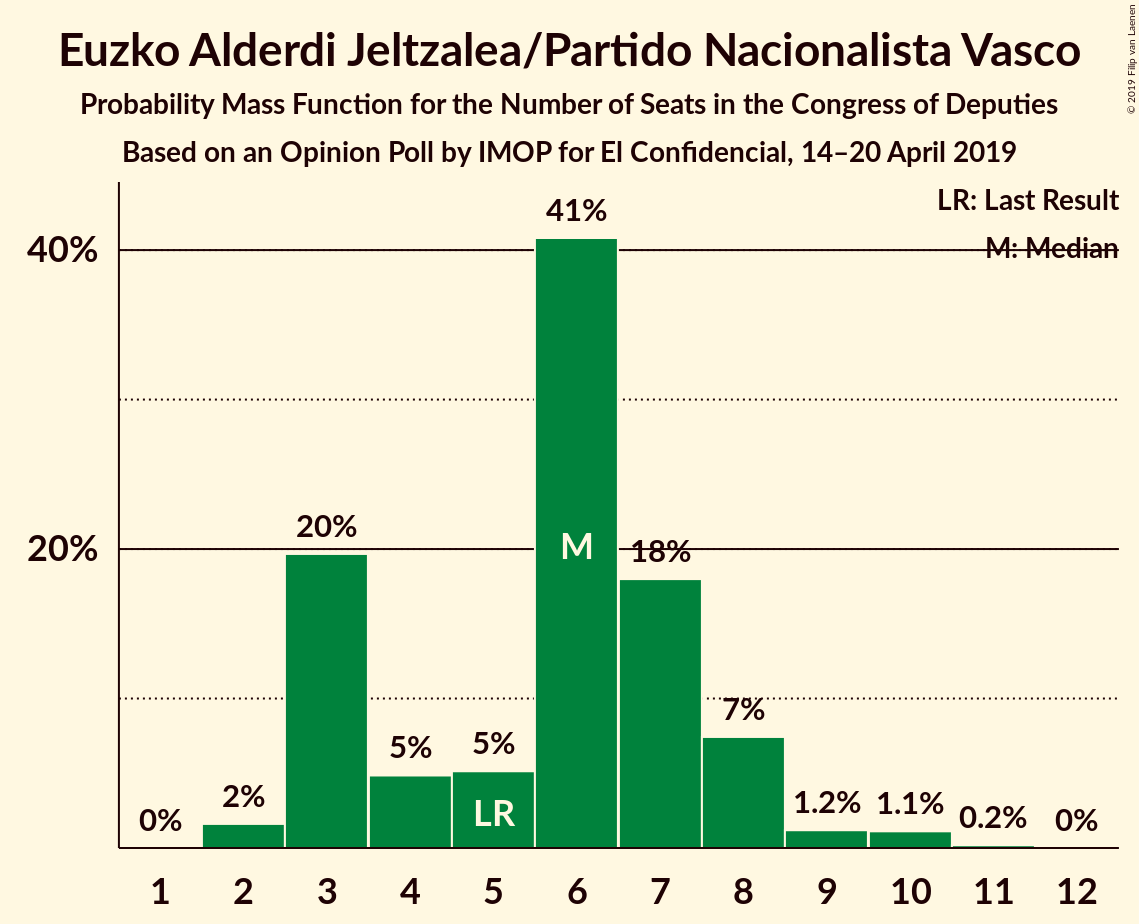 Euzko Alderdi Jeltzalea/Partido Nacionalista Vasco
Probability Mass Function for the Number of Seats in the Congress of Deputies
Based on an Opinion Poll by IMOP for El Confidencial, 14–20 April 2019
© 2019 Filip van Laenen
LR: Last Result
M: Median
40%
20%
0%
2%
20%
5%
5%
41%
18%
7%
1.2%
1.1%
0.2%
0%
LR
M
1 2 3 4 5 6 7 8 9 10 11 12